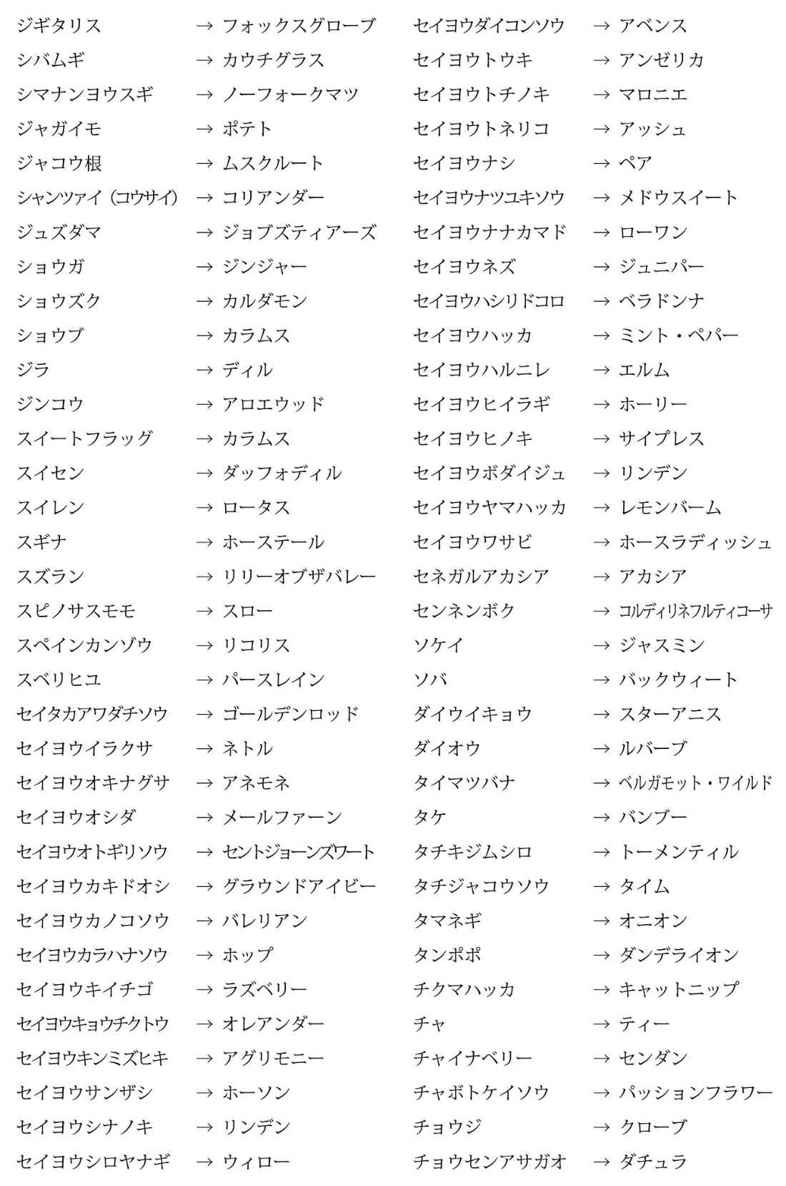 ジギタリス → フォックスグローブ
シバムギ → カウチグラス
シマナンヨウスギ → ノーフォークマツ
ジャガイモ → ポテト
ジャコウ根 → ムスクルート
シャンツァイ（コウサイ） → コリアンダー
ジュズダマ → ジョブズティアーズ
ショウガ → ジンジャー
ショウズク → カルダモン
ショウブ → カラムス
ジラ → ディル
ジンコウ → アロエウッド
スイートフラッグ → カラムス
スイセン → ダッフォディル
スイレン → ロータス
スギナ → ホーステール
スズラン → リリーオブザバレー
スピノサスモモ → スロー
スペインカンゾウ → リコリス
スベリヒユ → パースレイン
セイタカアワダチソウ → ゴールデンロッド
セイヨウイラクサ → ネトル
セイヨウオキナグサ → アネモネ
セイヨウオシダ → メールファーン
セイヨウオトギリソウ → セントジョーンズワート
セイヨウカキドオシ → グラウンドアイビー
セイヨウカノコソウ → バレリアン
セイヨウカラハナソウ → ホップ
セイヨウキイチゴ → ラズベリー
セイヨウキョウチクトウ → オレアンダー
セイヨウキンミズヒキ → アグリモニー
セイヨウサンザシ → ホーソン
セイヨウシナノキ → リンデン
セイヨウシロヤナギ → ウィロー
セイヨウダイコンソウ → アベンス
セイヨウトウキ → アンゼリカ
セイヨウトチノキ → マロニエ
セイヨウトネリコ → アッシュ
セイヨウナシ → ペア
セイヨウナツユキソウ → メドウスイート
セイヨウナナカマド → ローワン
セイヨウネズ → ジュニパー
セイヨウハシリドコロ → ベラドンナ
セイヨウハッカ → ミント・ペパー
セイヨウハルニレ → エルム
セイヨウヒイラギ → ホーリー
セイヨウヒノキ → サイプレス
セイヨウボダイジュ → リンデン
セイヨウヤマハッカ → レモンバーム
セイヨウワサビ → ホースラディッシュ
セネガルアカシア → アカシア
センネンボク → コルディリネフルティコーサ
ソケイ → ジャスミン
ソバ → バックウィート
ダイウイキョウ → スターアニス
ダイオウ → ルバーブ
タイマツバナ → ベルガモット・ワイルド
タケ → バンブー
タチキジムシロ → トーメンティル
タチジャコウソウ → タイム
タマネギ → オニオン
タンポポ → ダンデライオン
チクマハッカ → キャットニップ
チャ → ティー
チャイナベリー → センダン
チャボトケイソウ → パッションフラワー
チョウジ → クローブ
チョウセンアサガオ → ダチュラ